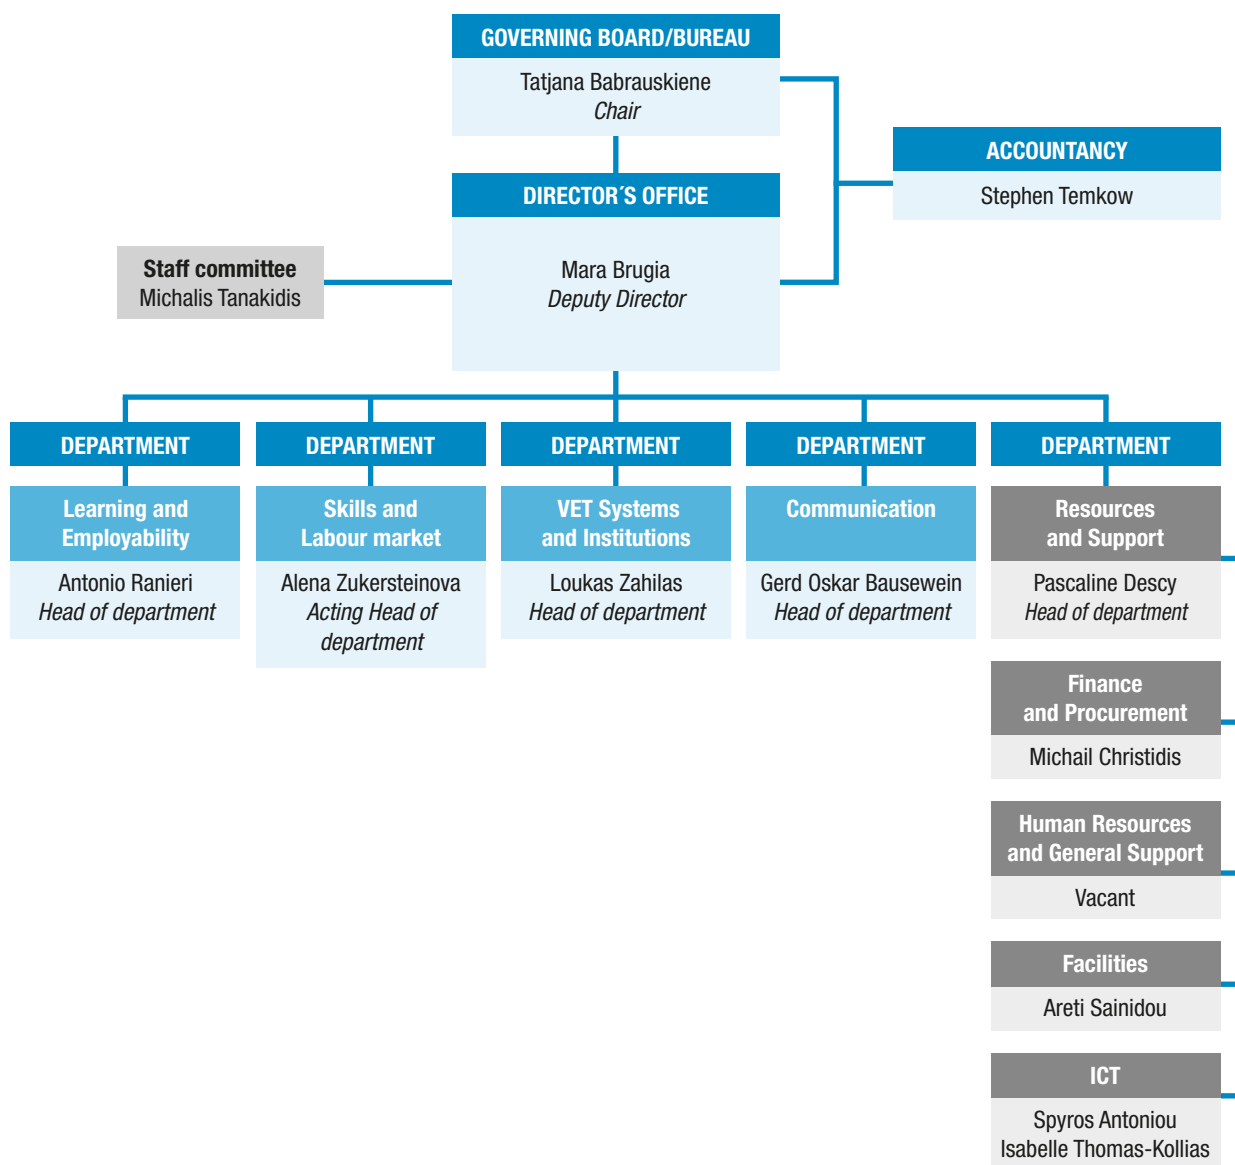 GOVERNING BOARD/BUREAU
Tatjana Babrauskiene
Chair
ACCOUNTANCY
Stephen Temkow
DIRECTOR´S OFFICE
Mara Brugia
Deputy Director
Staff committee
Michalis Tanakidis
DEPARTMENT
Learning and
Employability
Antonio Ranieri
Head of department
DEPARTMENT
Skills and
Labour market
Alena Zukersteinova
Acting Head of
department
DEPARTMENT
VET Systems
and Institutions
Loukas Zahilas
Head of department
DEPARTMENT
Communication
Gerd Oskar Bausewein
Head of department
DEPARTMENT
Resources
and Support
Pascaline Descy
Head of department
Finance
and Procurement
Michail Christidis
Human Resources
and General Support
Vacant
Facilities
Areti Sainidou
ICT
Spyros Antoniou
Isabelle Thomas-Kollias